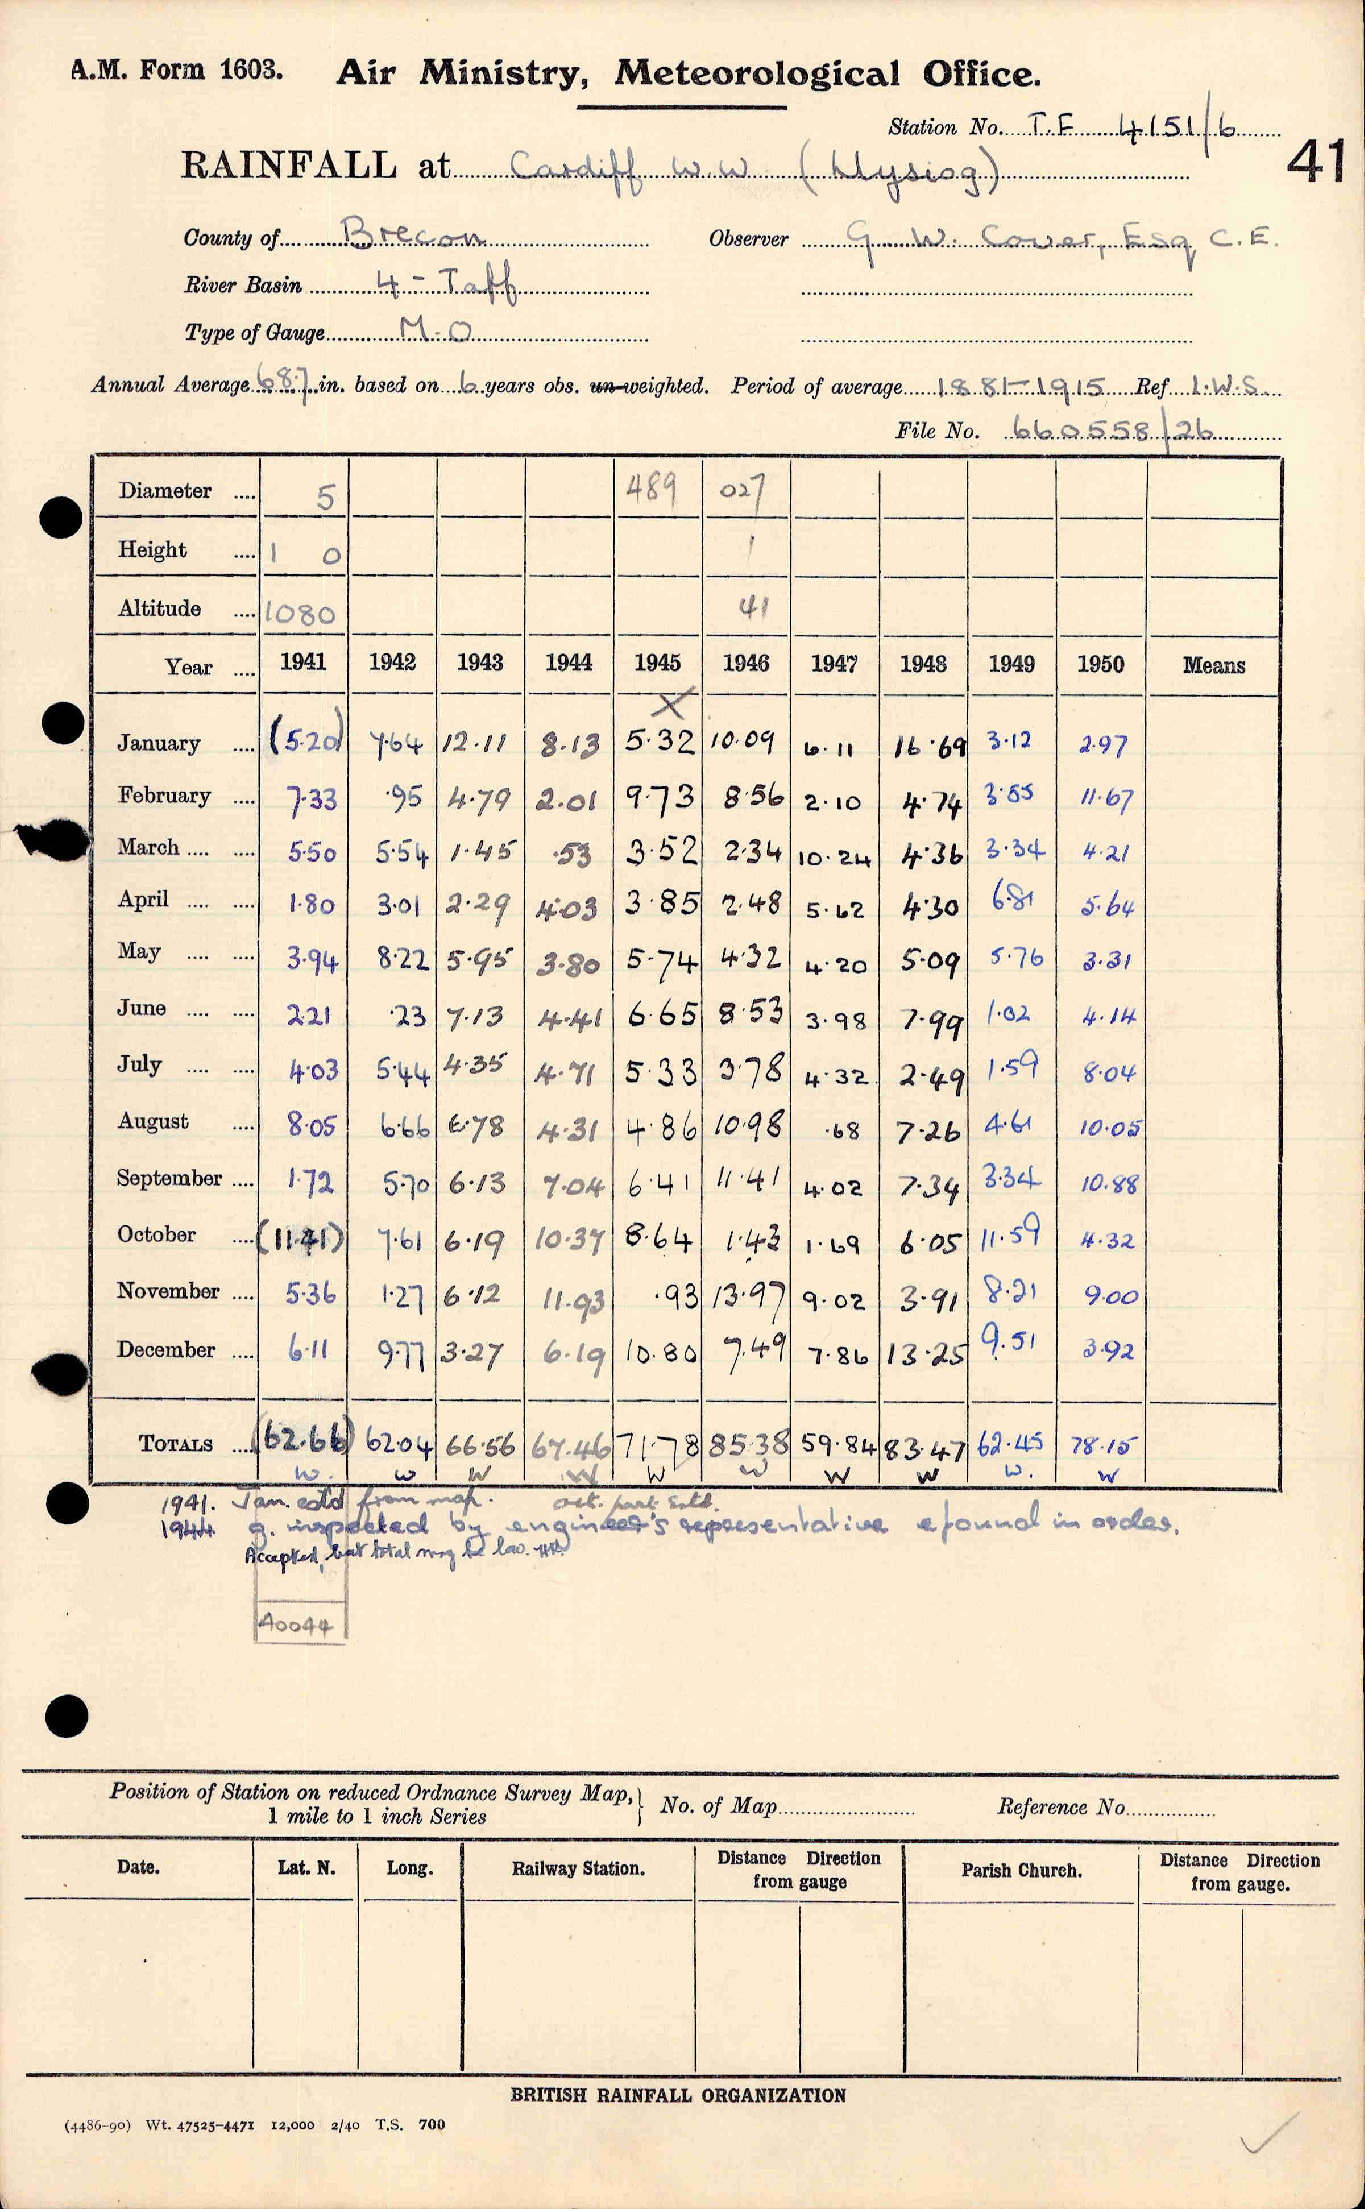 A.M. Form 1603. Air Ministry, Meteorological Office.
Station No. T.F 4151/6
41
RAINFALL at Cardiff W.W (Llysiog)
County of Brecon Observer G. W. Cover, Esq C.E.
River Basin 4 - Taff
Type of Gauge M.O
Annual Average 68.7 in. based on 6 years obs. un-weighted. Period of average 1881-1915 Ref I.W.S.
File No. 660558/26
Diameter .... 5 489 027
Height .... 1 0 1
Altitude .... 1080 41
Year .... 1941 1942 1943 1944 1945 1946 1947 1948 1949 1950 Means
X
January .... (5.20) 7.64 12.11 8.13 5.32 10.09 6.11 16.69 3.12 2.97
February .... 7.33 .95 4.79 2.01 9.73 8.56 2.10 4.74 3.55 11.67
March .... .... 5.50 5.54 1.45 .53 3.52 2.34 10.24 4.36 3.34 4.21
April .... .... 1.80 3.01 2.29 4.03 3.85 2.48 5.62 4.30 6.81 5.64
May .... .... 3.94 8.22 5.95 3.80 5.74 4.32 4.20 5.09 5.76 3.31
June .... .... 2.21 .23 7.13 4.41 6.65 8.53 3.98 7.99 1.02 4.14
July .... .... 4.03 5.44 4.35 4.71 5.33 3.78 4.32 2.49 1.59 8.04
August .... 8.05 6.66 6.78 4.31 4.86 10.98 .68 7.26 4.61 10.05
September .... 1.72 5.70 6.13 7.04 6.41 11.41 4.02 7.34 3.34 10.88
October .... (11.41) 7.61 6.19 10.37 8.64 1.43 1.69 6.05 11.59 4.32
November .... 5.36 1.27 6.12 11.93 .93 13.97 9.02 3.91 8.21 9.00
December .... 6.11 9.77 3.27 6.19 10.80 7.49 7.86 13.25 9.51 3.92
TOTALS .... (62.66) 62.04 66.56 67.46 71.78 85.38 59.84 83.47 62.45 78.15
W. W W W W W W W W. W
1941. Jan. estd from map. Oct. part estd.
1944 g. inspected by engineer's representative & found in order.
Accepted, but total may be low.
A0044
Position of Station on reduced Ordnance Survey Map,} No. of Map Reference No.
1 mile to 1 inch Series
Date. Lat. N. Long. Railway Station. Distance Direction from gauge Parish Church. Distance Direction from gauge.
BRITISH RAINFALL ORGANIZATION
(4486-90) Wt. 47525-4471 12,000 2/40 T.S. 700